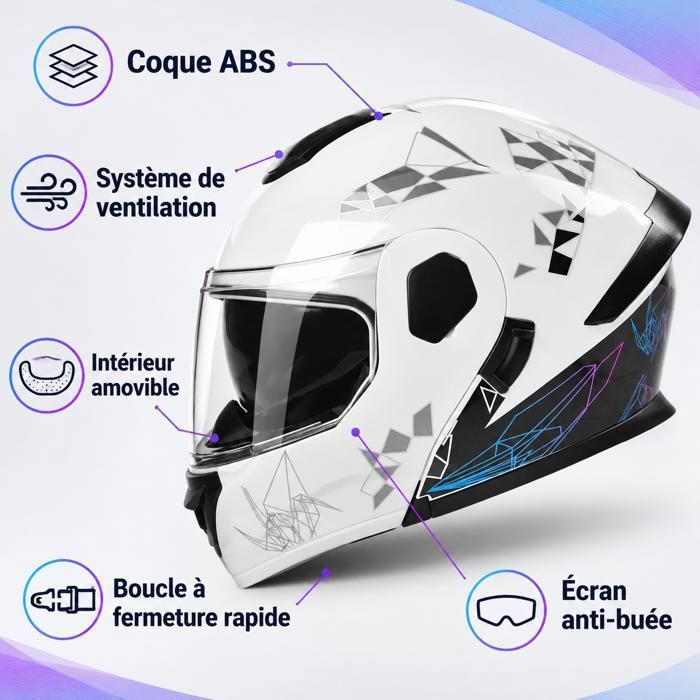 Coque ABS
Système de
ventilation
Intérieur
amovible
Boucle à
fermeture rapide
Écran
anti-buée